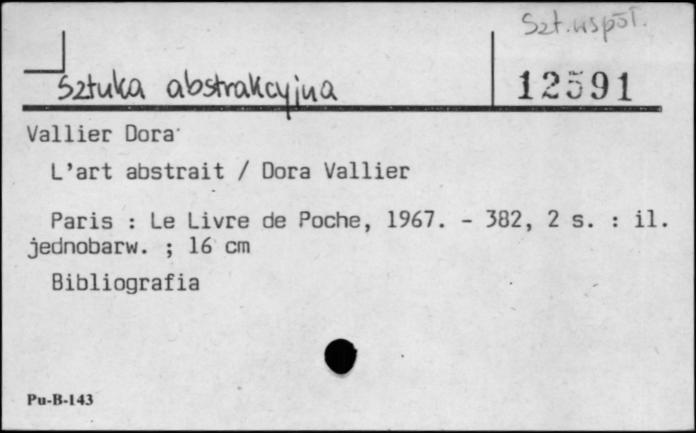 Szt. współ.
Sztuka abstrakcyjna
12591
Vallier Dora
L'art abstrait / Dora Vallier
Paris : Le Livre de Poche, 1967. - 382, 2 s. : il.
jednobarw. ; 16 cm
Bibliografia
Pu-B-143